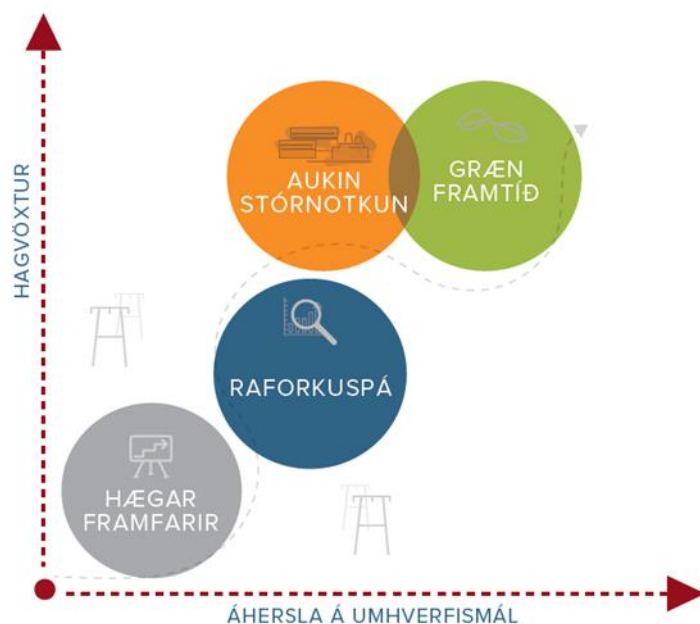 HAGVÖXTUR
AUKIN
STÓRNOTKUN
GRÆN
FRAMTÍÐ
RAFORKUSPÁ
HÆGAR
FRAMFARIR
ÁHERSLA Á UMHVERFISMÁL